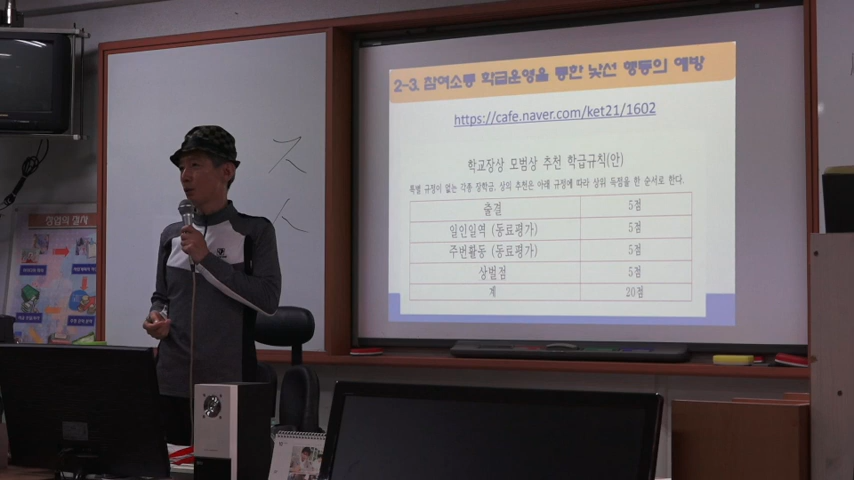 2-3. 참여소통 학급운영을 통한 낯선 행동의 예방
https://cafe.naver.com/ket21/1602
학교장상 모범상 추천 학급규칙(안)
특별 규정이 없는 각종 장학금, 상의 추천은 아래 규정에 따라 상위 득점을 한 순서로 한다.
출결 5점
일인일역 (동료평가) 5점
주번활동 (동료평가) 5점
상벌점 5점
계 20점